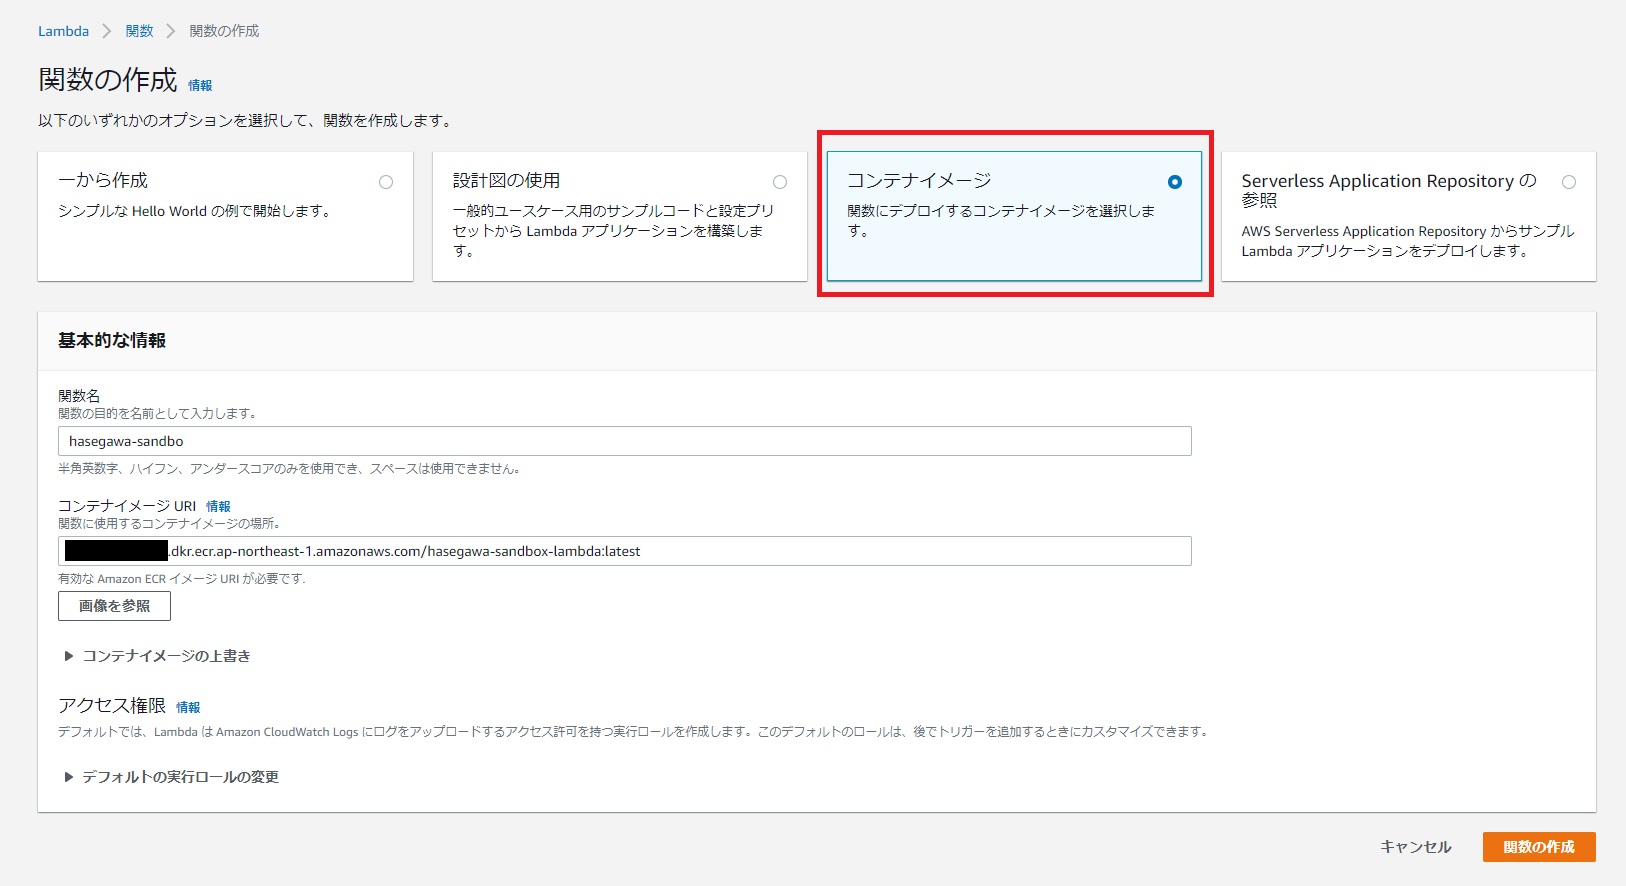 Lambda > 関数 > 関数の作成
関数の作成 情報
以下のいずれかのオプションを選択して、関数を作成します。
一から作成
シンプルな Hello World の例で開始します。
設計図の使用
一般的ユースケース用のサンプルコードと設定プリ
セットから Lambda アプリケーションを構築しま
す。
コンテナイメージ
関数にデプロイするコンテナイメージを選択しま
す。
Serverless Application Repository の
参照
AWS Serverless Application Repository からサンプル
Lambda アプリケーションをデプロイします。
基本的な情報
関数名
関数の目的を名前として入力します。
hasegawa-sandbo
半角英数字、ハイフン、アンダースコアのみを使用でき、スペースは使用できません。
コンテナイメージ URI 情報
関数に使用するコンテナイメージの場所。
.dkr.ecr.ap-northeast-1.amazonaws.com/hasegawa-sandbox-lambda:latest
有効な Amazon ECR イメージ URI が必要です.
画像を参照
コンテナイメージの上書き
アクセス権限 情報
デフォルトでは、Lambda は Amazon CloudWatch Logs にログをアップロードするアクセス許可を持つ実行ロールを作成します。このデフォルトのロールは、後でトリガーを追加するときにカスタマイズできます。
デフォルトの実行ロールの変更
キャンセル
関数の作成